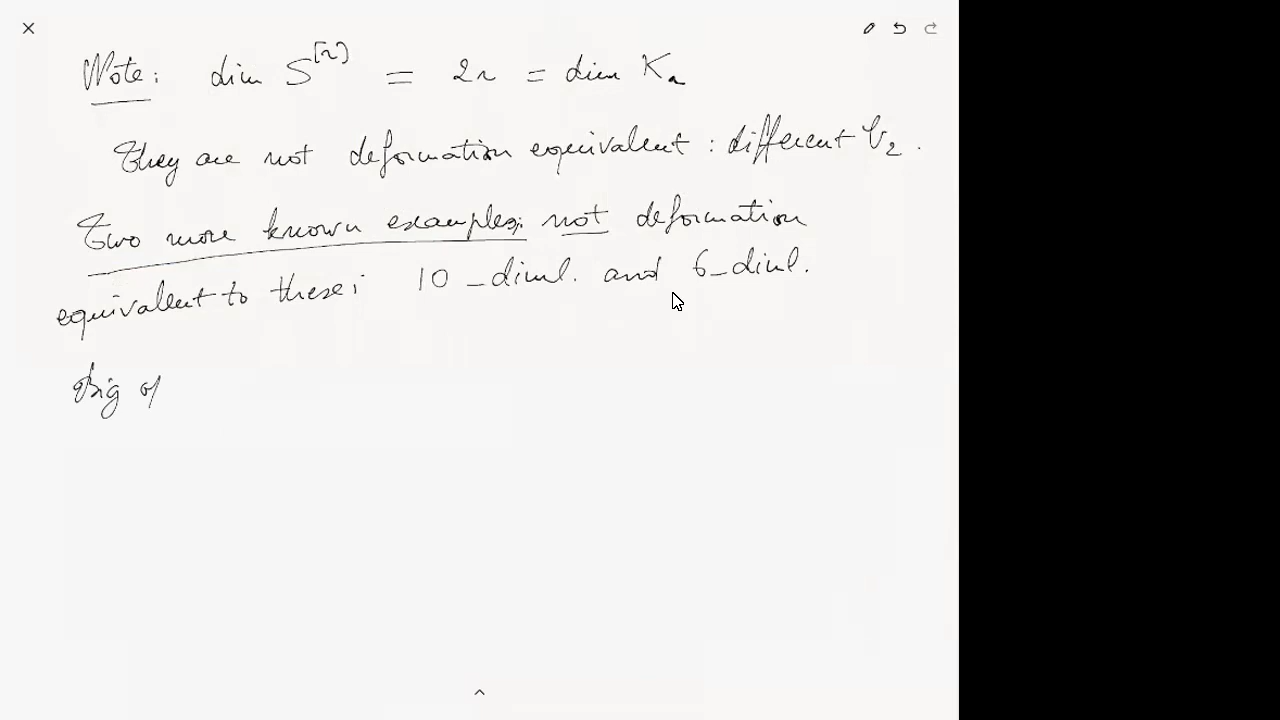 Note: dim S^[n] = 2n = dim K_n
They are not deformation equivalent : different b_2 .
Two more known examples: not deformation
equivalent to these: 10-diml. and 6-diml.
Big of